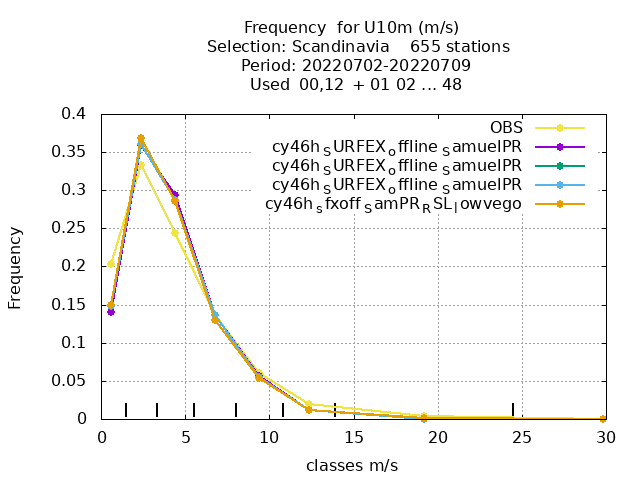 Frequency  for U10m (m/s)
Selection: Scandinavia    655 stations
Period: 20220702-20220709
Used  00,12  + 01 02 ... 48
0.4
0.35
0.3
0.25
0.2
0.15
0.1
0.05
0
0 5 10 15 20 25 30
Frequency
classes m/s
OBS
cy46h_SURFEX_offline_SamuelPR
cy46h_SURFEX_offline_SamuelPR
cy46h_SURFEX_offline_SamuelPR
cy46h_sfxoff_SamPR_RSL_lowvego